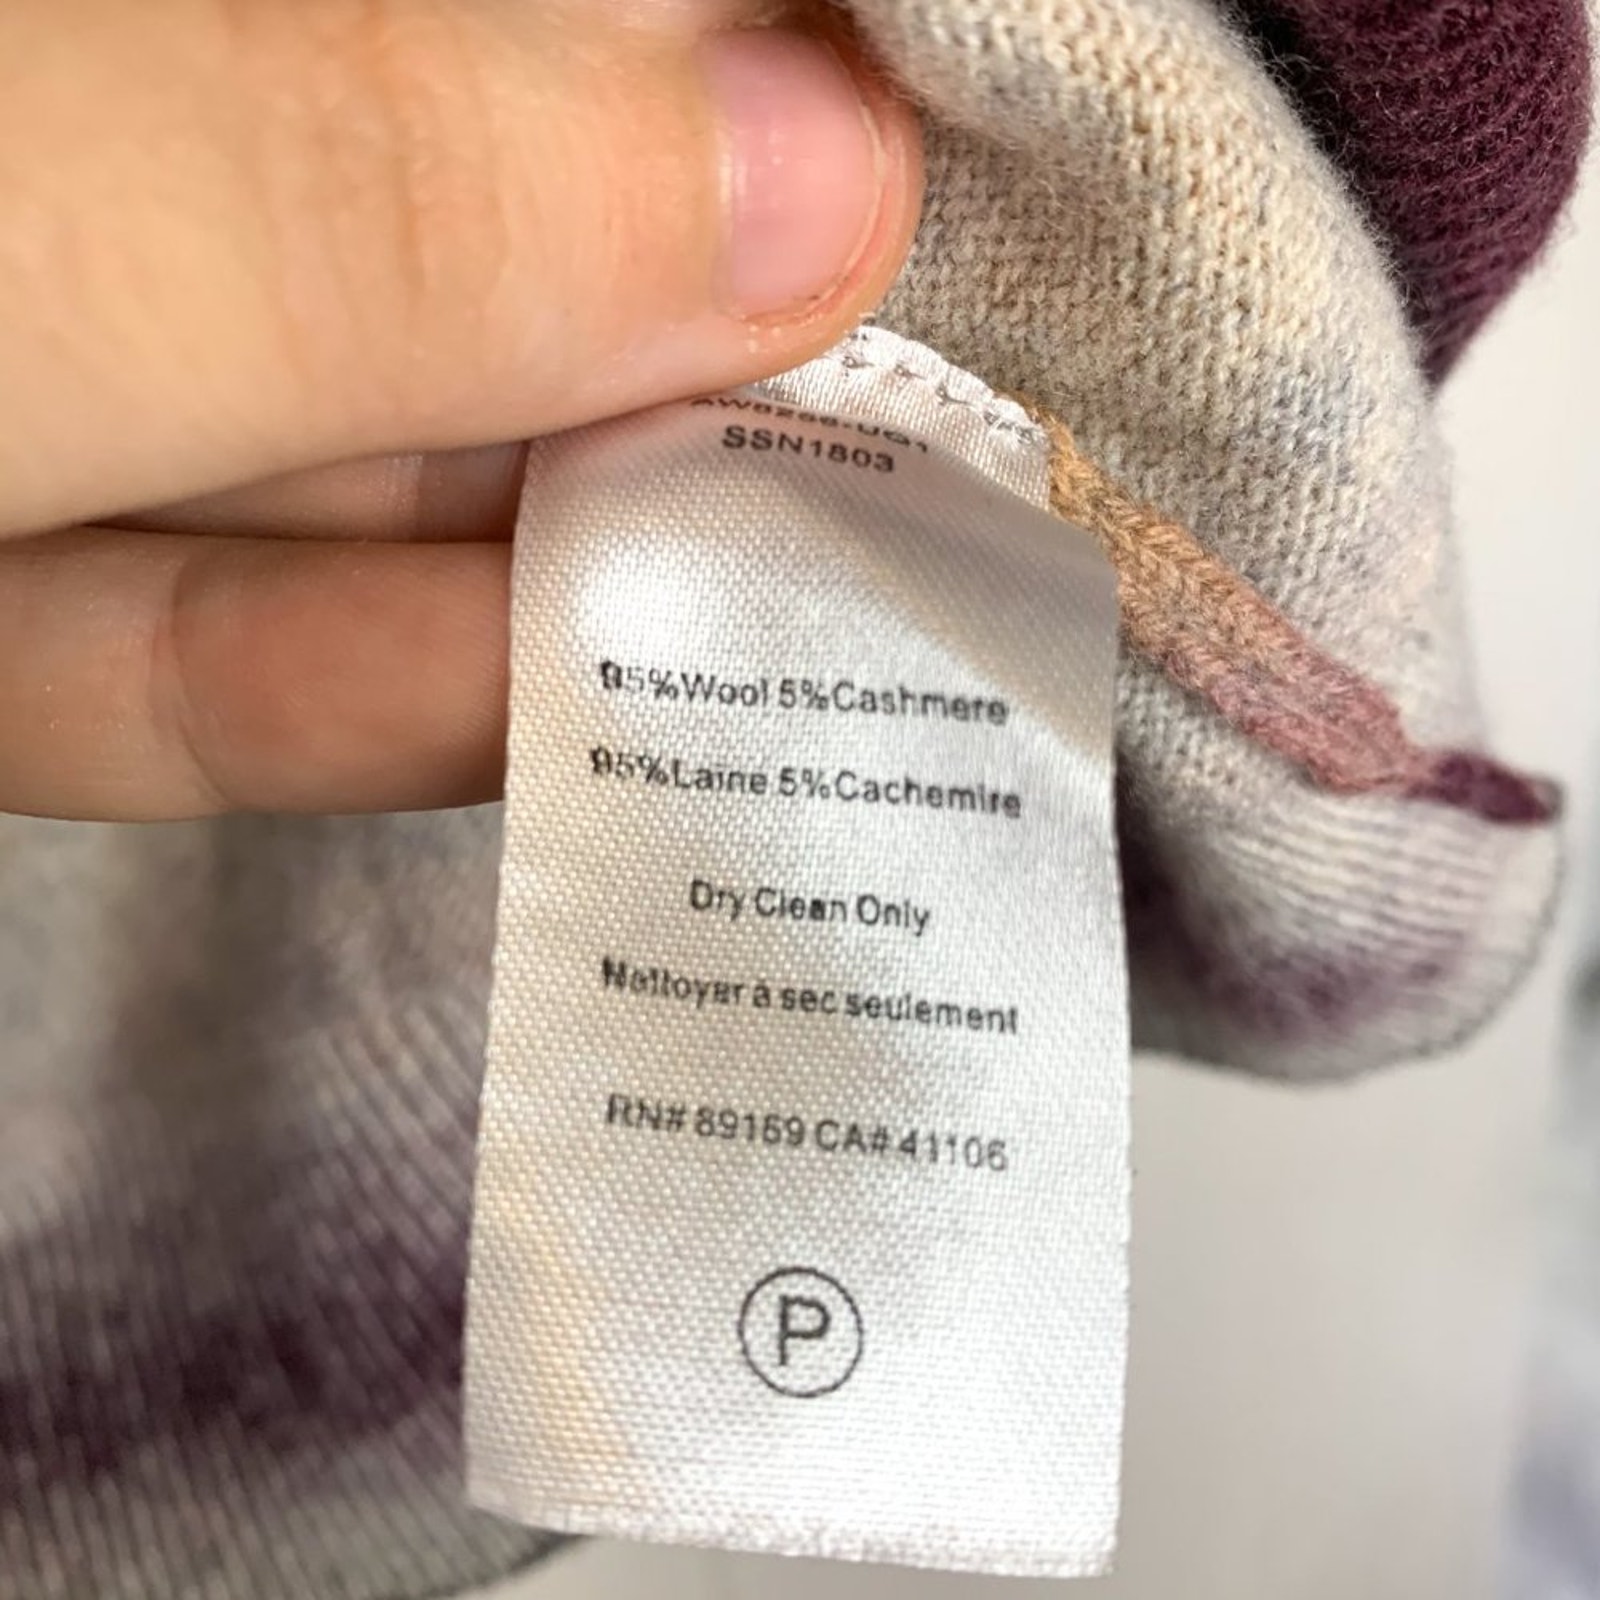 SSN1803
95%Wool 5%Cashmere
95%Laine 5%Cachemire
Dry Clean Only
Nettoyer à sec seulement
RN# 89169 CA# 41106
P